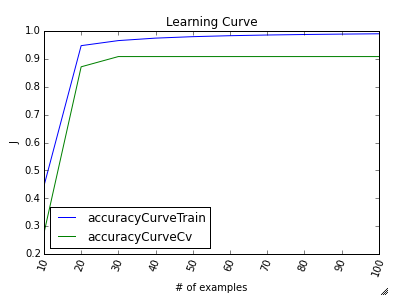 Learning Curve
1.0
0.9
0.8
0.7
0.6
0.5
0.4
0.3
0.2
J
accuracyCurveTrain
accuracyCurveCv
10 20 30 40 50 60 70 80 90 100
# of examples